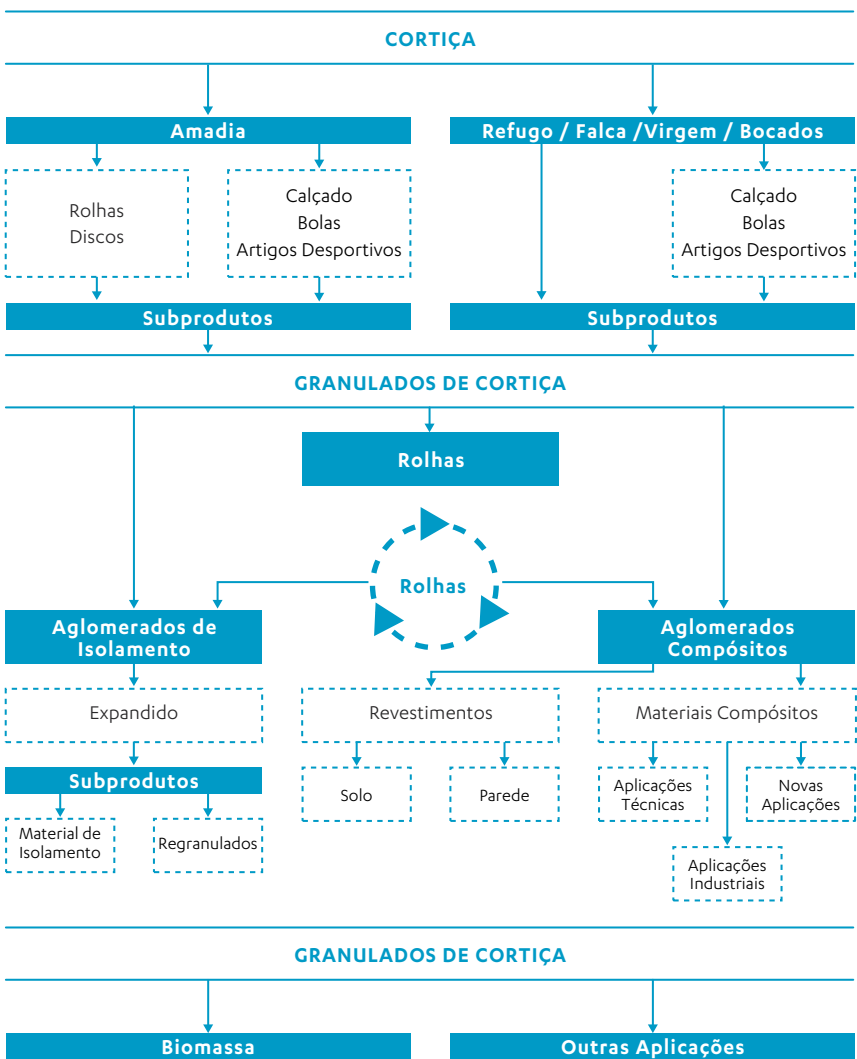 CORTIÇA
Amadia
Refugo / Falca /Virgem / Bocados
Rolhas
Discos
Calçado
Bolas
Artigos Desportivos
Calçado
Bolas
Artigos Desportivos
Subprodutos
Subprodutos
GRANULADOS DE CORTIÇA
Rolhas
Rolhas
Aglomerados de
Isolamento
Aglomerados
Compósitos
Expandido
Revestimentos
Materiais Compósitos
Subprodutos
Solo
Parede
Aplicações
Técnicas
Novas
Aplicações
Material de
Isolamento
Regranulados
Aplicações
Industriais
GRANULADOS DE CORTIÇA
Biomassa
Outras Aplicações